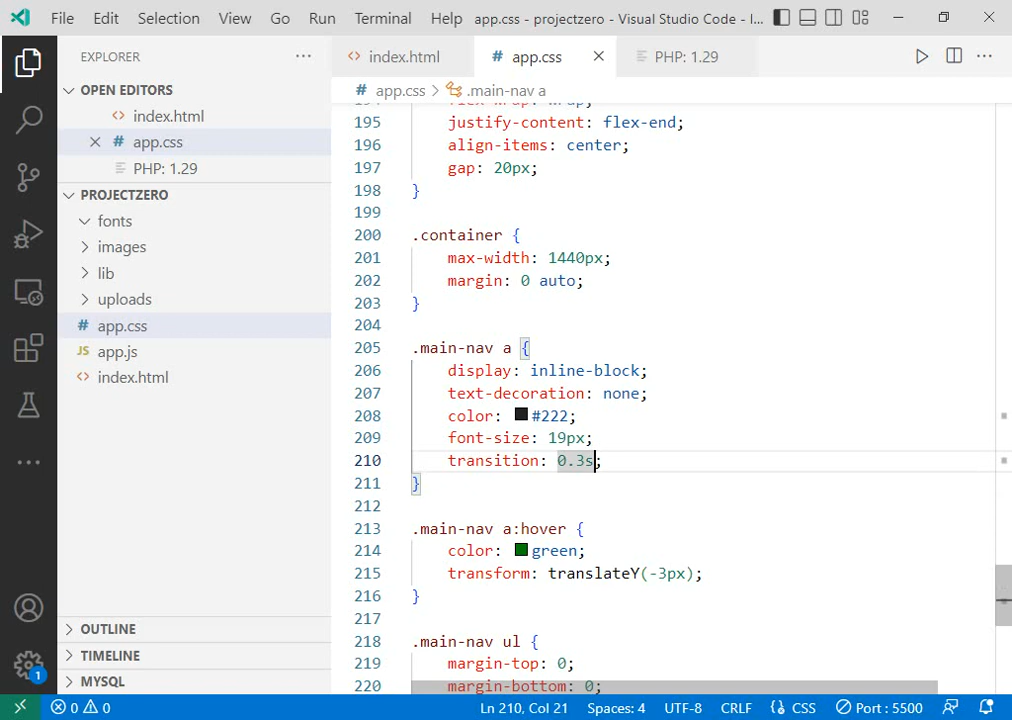 File Edit Selection View Go Run Terminal Help app.css - projectzero - Visual Studio Code - I...
EXPLORER
OPEN EDITORS
index.html
app.css
PHP: 1.29
PROJECTZERO
fonts
images
lib
uploads
app.css
JS app.js
index.html
OUTLINE
TIMELINE
MYSQL
1
index.html # app.css PHP: 1.29
# app.css > .main-nav a
195 justify-content: flex-end;
196 align-items: center;
197 gap: 20px;
198 }
199
200 .container {
201 max-width: 1440px;
202 margin: 0 auto;
203 }
204
205 .main-nav a {
206 display: inline-block;
207 text-decoration: none;
208 color: #222;
209 font-size: 19px;
210 transition: 0.3s;
211 }
212
213 .main-nav a:hover {
214 color: green;
215 transform: translateY(-3px);
216 }
217
218 .main-nav ul {
219 margin-top: 0;
220 margin-bottom: 0;
0 0 Ln 210, Col 21 Spaces: 4 UTF-8 CRLF {} CSS Port : 5500